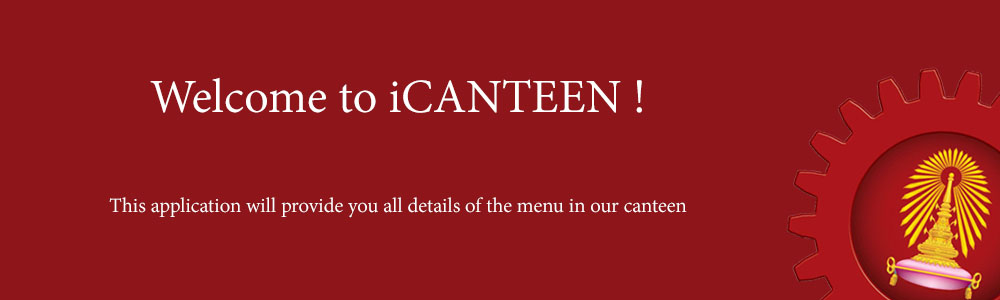 Welcome to iCANTEEN !
This application will provide you all details of the menu in our canteen